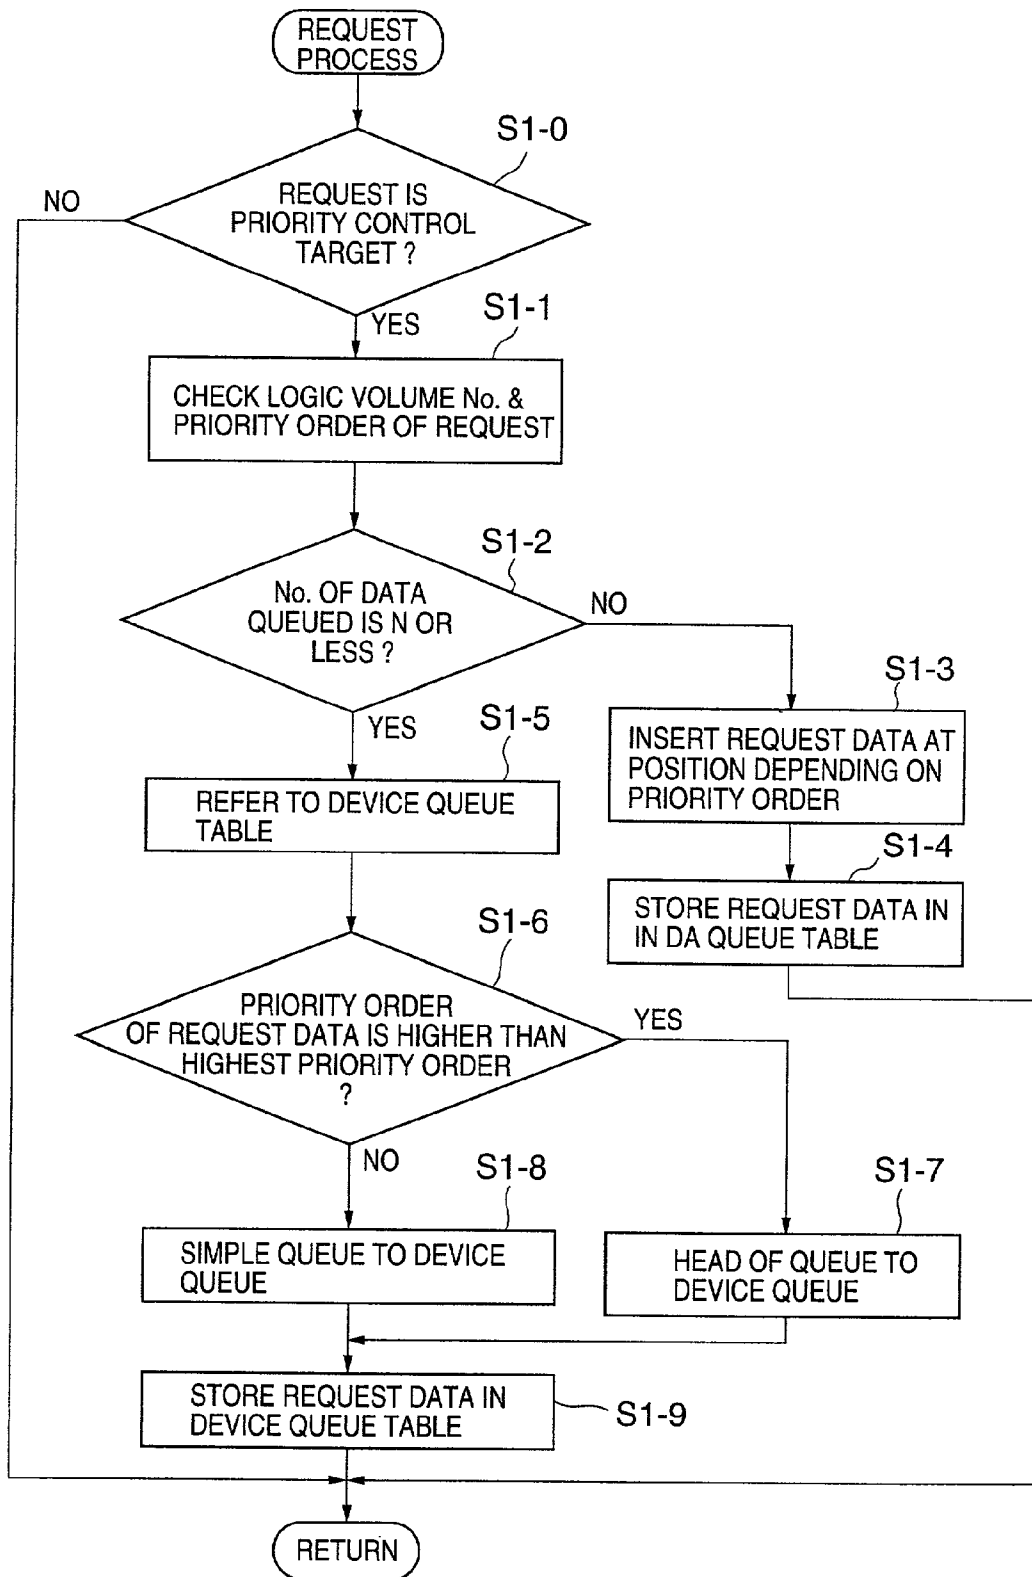 REQUEST
PROCESS
S1-0
NO
REQUEST IS
PRIORITY CONTROL
TARGET ?
YES
S1-1
CHECK LOGIC VOLUME No. &
PRIORITY ORDER OF REQUEST
S1-2
No. OF DATA
QUEUED IS N OR
LESS ?
NO
YES
S1-3
INSERT REQUEST DATA AT
POSITION DEPENDING ON
PRIORITY ORDER
S1-4
STORE REQUEST DATA IN
IN DA QUEUE TABLE
S1-5
REFER TO DEVICE QUEUE
TABLE
S1-6
PRIORITY ORDER
OF REQUEST DATA IS HIGHER THAN
HIGHEST PRIORITY ORDER
?
YES
NO
S1-7
HEAD OF QUEUE TO
DEVICE QUEUE
S1-8
SIMPLE QUEUE TO DEVICE
QUEUE
STORE REQUEST DATA IN
DEVICE QUEUE TABLE
S1-9
RETURN